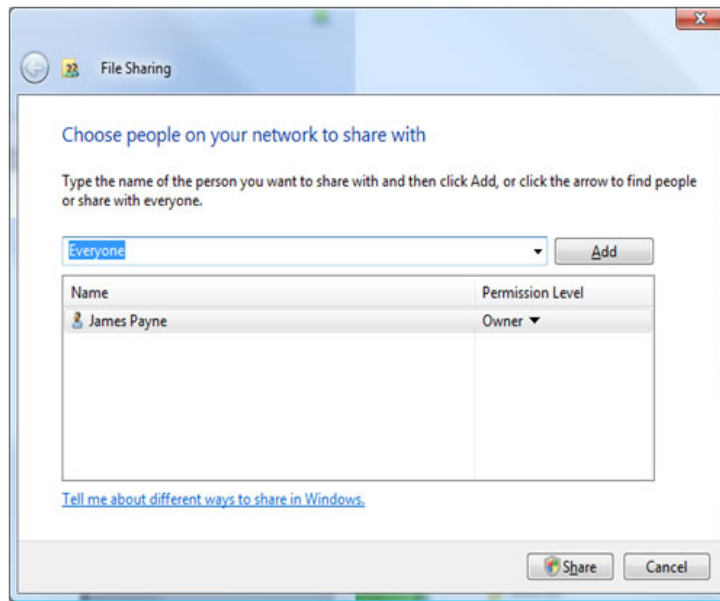 File Sharing
Choose people on your network to share with
Type the name of the person you want to share with and then click Add, or click the arrow to find people
or share with everyone.
Everyone
Add
Name Permission Level
James Payne Owner
Tell me about different ways to share in Windows.
Share Cancel